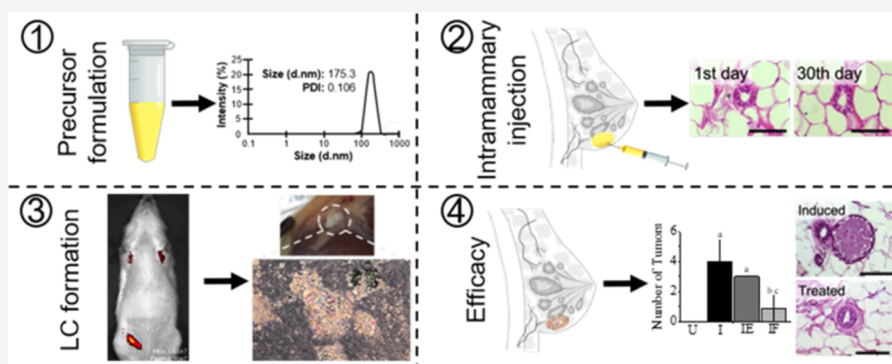 1
Precursor
formulation
Intensity (%)
25
20
15
10
5
0
Size (d.nm): 175.3
PDI: 0.106
0.1
1
10
100
1000
Size (d.nm)
2
Intramammary
injection
1st day
30th day
3
LC formation
4
Efficacy
Number of Tumors
6
4
2
0
a
a
b c
U
I
IE
IF
Induced
Treated